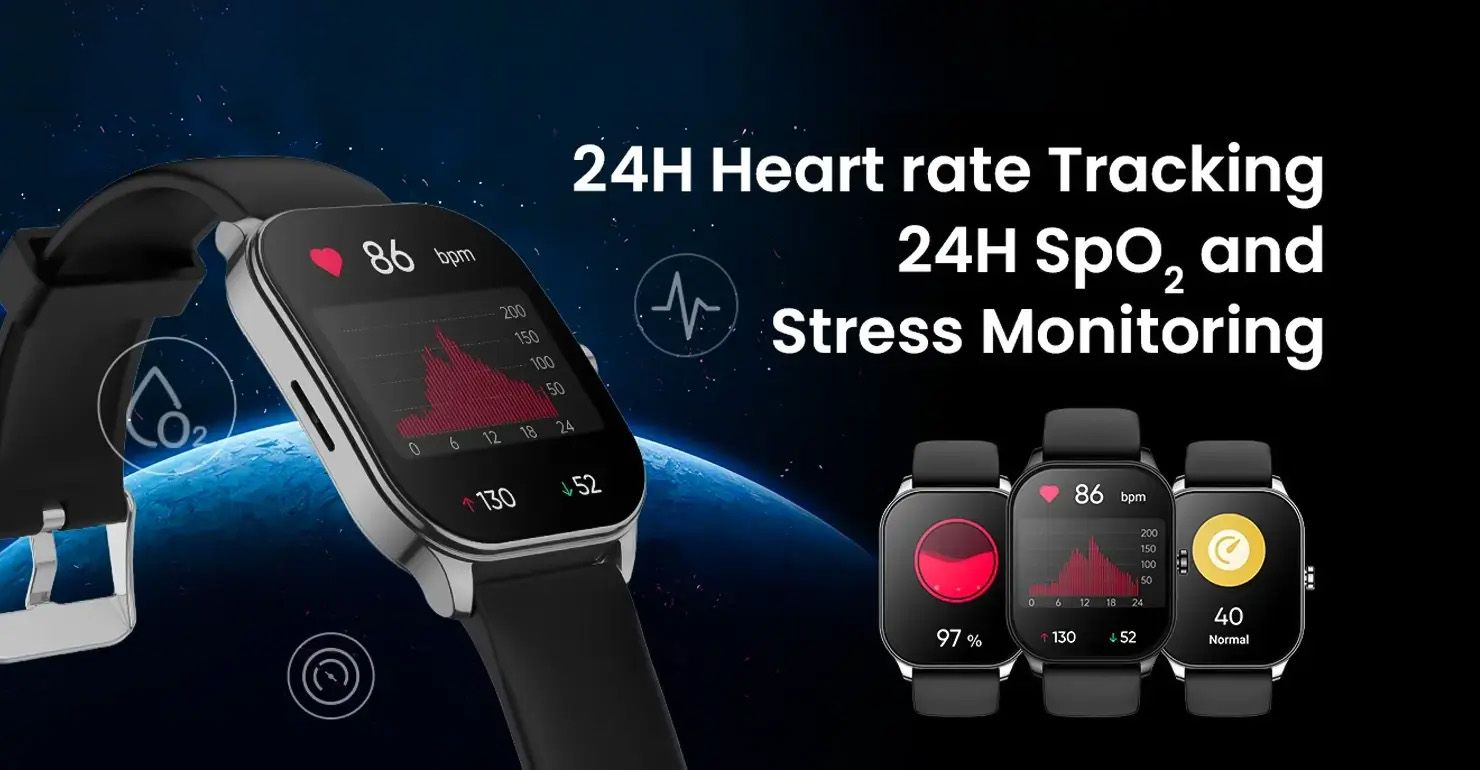 24H Heart rate Tracking
24H SpO₂ and
Stress Monitoring
86 bpm
200
150
100
50
0 6 12 18 24
↑130 ↓52
O₂
97 %
86 bpm
200
150
100
50
0 6 12 18 24
↑130 ↓52
40
Normal